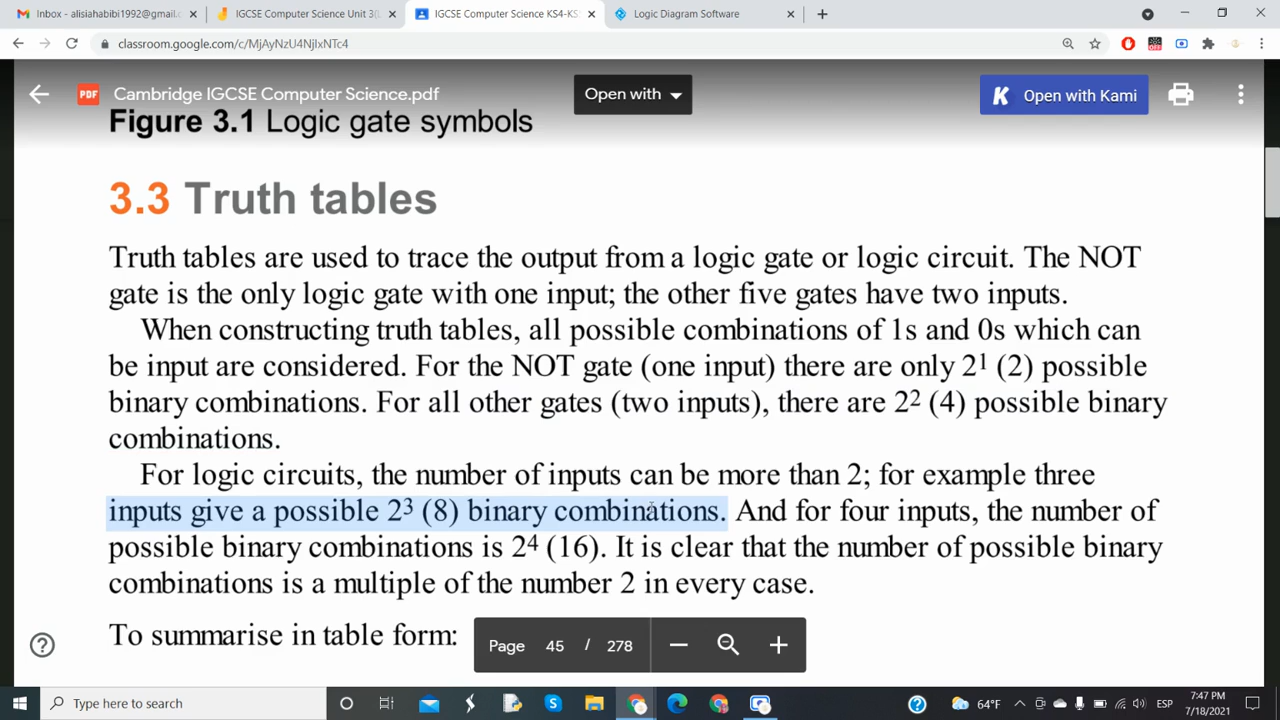 Inbox - alisiahabibi1992@gmail.c
IGCSE Computer Science Unit 3(
IGCSE Computer Science KS4-KS
Logic Diagram Software
classroom.google.com/c/MjAyNzU4NjIxNTc4
PDF
Cambridge IGCSE Computer Science.pdf
Open with
K Open with Kami
Figure 3.1 Logic gate symbols
3.3 Truth tables
Truth tables are used to trace the output from a logic gate or logic circuit. The NOT
gate is the only logic gate with one input; the other five gates have two inputs.
When constructing truth tables, all possible combinations of 1s and 0s which can
be input are considered. For the NOT gate (one input) there are only 2¹ (2) possible
binary combinations. For all other gates (two inputs), there are 2² (4) possible binary
combinations.
For logic circuits, the number of inputs can be more than 2; for example three
inputs give a possible 2³ (8) binary combinations. And for four inputs, the number of
possible binary combinations is 2⁴ (16). It is clear that the number of possible binary
combinations is a multiple of the number 2 in every case.
To summarise in table form:
Page 45 / 278
Type here to search
64°F
ESP
7:47 PM
7/18/2021